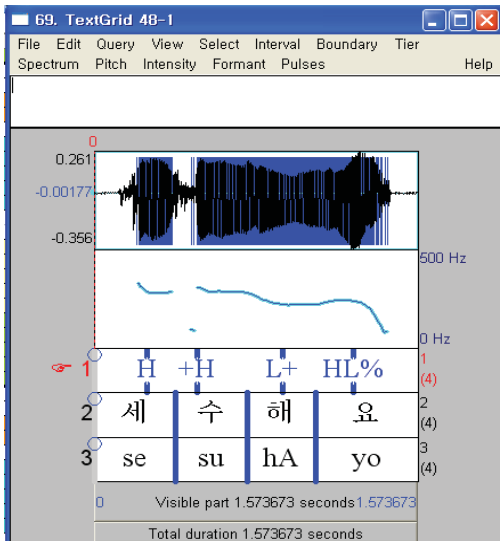 69. TextGrid 48-1
File Edit Query View Select Interval Boundary Tier
Spectrum Pitch Intensity Formant Pulses Help
0
0.261
-0.00177
-0.356
500 Hz
0 Hz
1 H +H L+ HL% 1 (4)
2 세 수 해 요 2 (4)
3 se su hA yo 3 (4)
0 Visible part 1.573673 seconds 1.573673
Total duration 1.573673 seconds